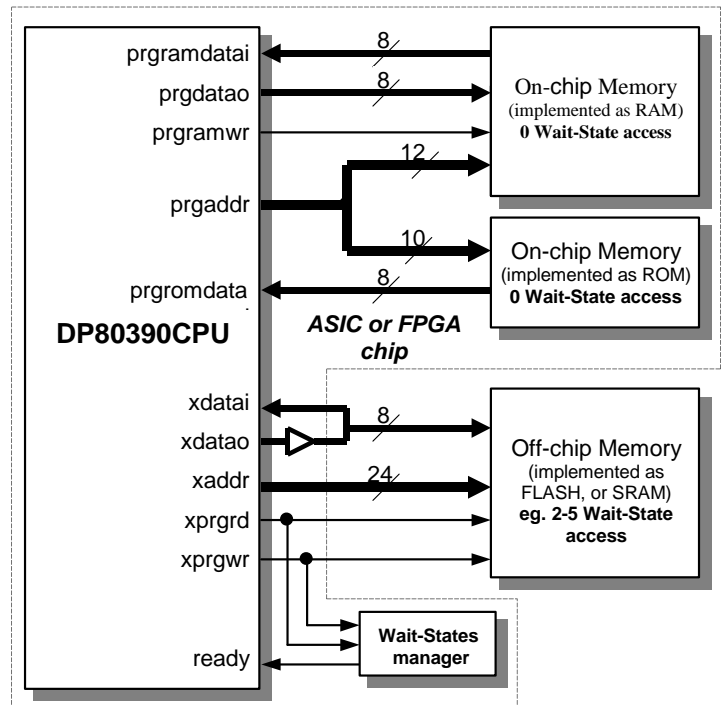 prgramdatai
8
prgdatao
8
prgramwr
On-chip Memory
(implemented as RAM)
0 Wait-State access
12
prgaddr
10
On-chip Memory
(implemented as ROM)
0 Wait-State access
prgromdata
8
DP80390CPU
ASIC or FPGA
chip
xdatai
8
xdatao
xaddr
24
xprgrd
xprgwr
Off-chip Memory
(implemented as
FLASH, or SRAM)
eg. 2-5 Wait-State
access
Wait-States
manager
ready